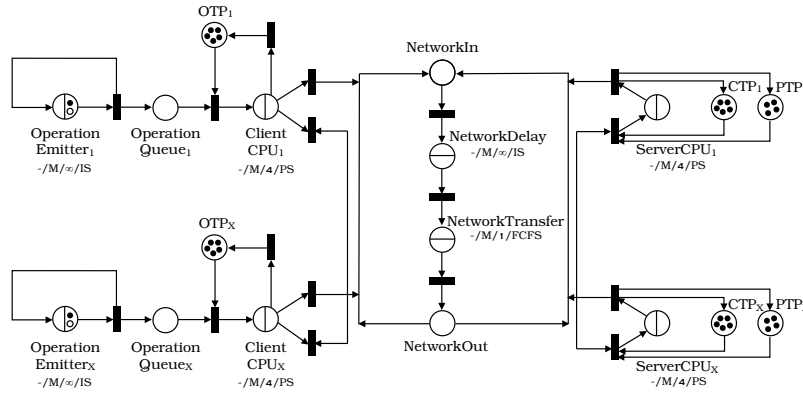 OTP1
NetworkIn
CTP1
PTP
Operation
Emitter1
-/M/∞/IS
Operation
Queue1
Client
CPU1
-/M/4/PS
NetworkDelay
-/M/∞/IS
ServerCPU1
-/M/4/PS
NetworkTransfer
-/M/1/FCFS
OTPX
CTPX
PTP
Operation
EmitterX
-/M/∞/IS
Operation
QueueX
Client
CPUX
-/M/4/PS
NetworkOut
ServerCPUX
-/M/4/PS